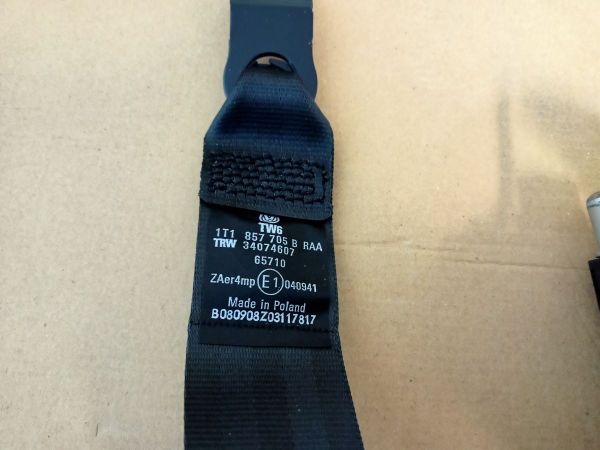 TW6
1T1 857 705 B RAA
TRW 34074607
65710
ZAer4mp E1 040941
Made in Poland
B080908Z03117817